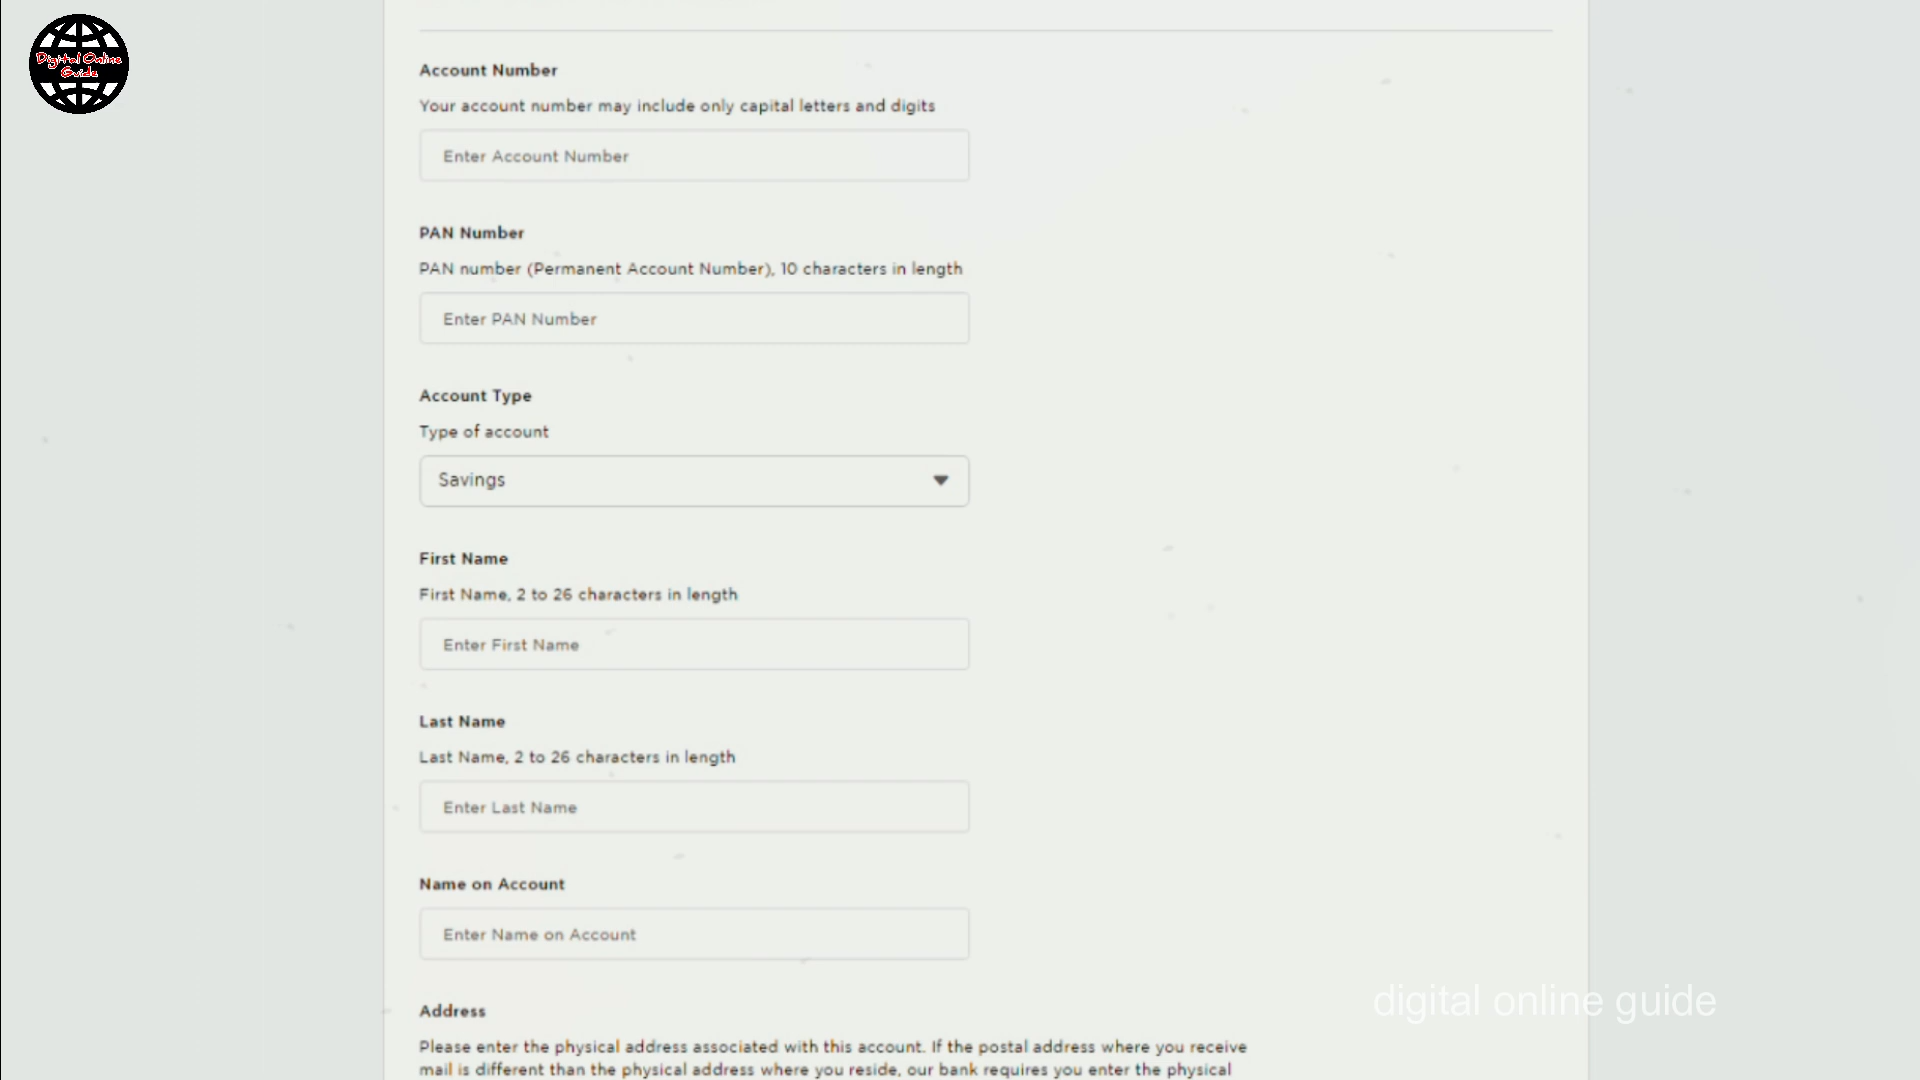 Digital Online
Guide
Account Number
Your account number may include only capital letters and digits
Enter Account Number
PAN Number
PAN number (Permanent Account Number), 10 characters in length
Enter PAN Number
Account Type
Type of account
Savings
First Name
First Name, 2 to 26 characters in length
Enter First Name
Last Name
Last Name, 2 to 26 characters in length
Enter Last Name
Name on Account
Enter Name on Account
Address
Please enter the physical address associated with this account. If the postal address where you receive
mail is different than the physical address where you reside, our bank requires you enter the physical
digital online guide